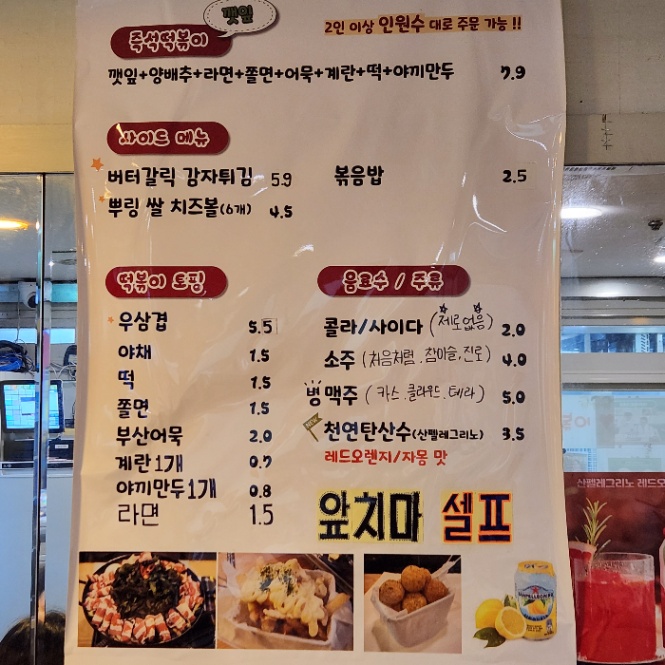 깻잎
즉석떡볶이
2인 이상 인원수 대로 주문 가능 !!
깻잎+양배추+라면+쫄면+어묵+계란+떡+야끼만두 7.9
사이드 메뉴
버터갈릭 감자튀김 5.9
볶음밥 2.5
뿌링 쌀 치즈볼(6개) 4.5
떡볶이 토핑
우삼겹 5.5
야채 1.5
떡 1.5
쫄면 1.5
부산어묵 2.0
계란1개 0.7
야끼만두1개 0.8
라면 1.5
음료수 / 주류
콜라/사이다 (제로없음) 2.0
소주 (처음처럼.참이슬,진로) 4.0
병맥주 (카스.클라우드.테라) 5.0
천연탄산수(산펠레그리노) 3.5
레드오렌지/자몽 맛
앞치마 셀프
산펠레그리노 레드오